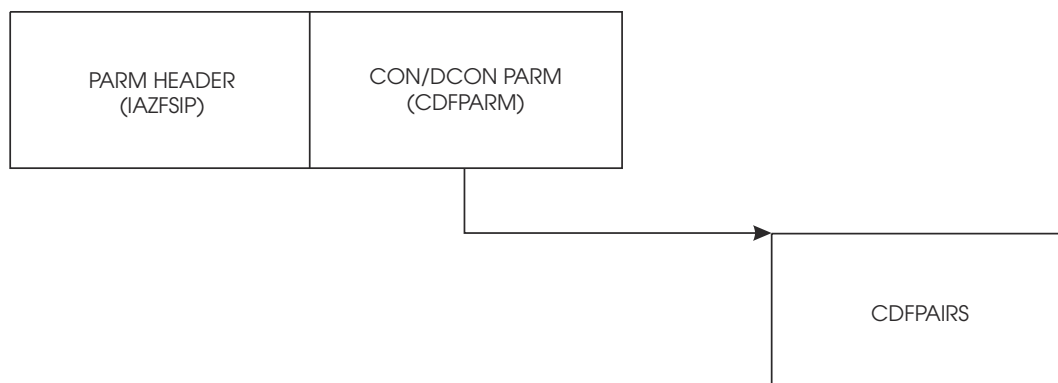 PARM HEADER
(IAZFSIP)
CON/DCON PARM
(CDFPARM)
CDFPAIRS